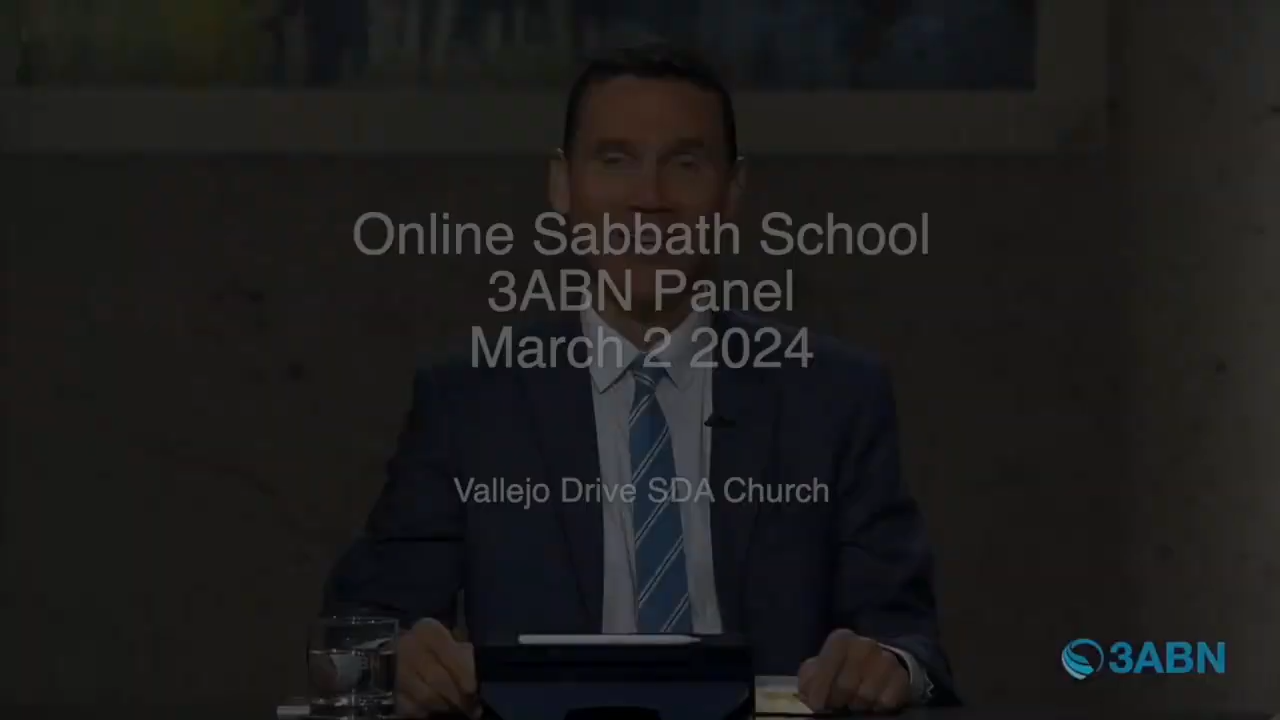 Online Sabbath School
3ABN Panel
March 2 2024
Vallejo Drive SDA Church
3ABN